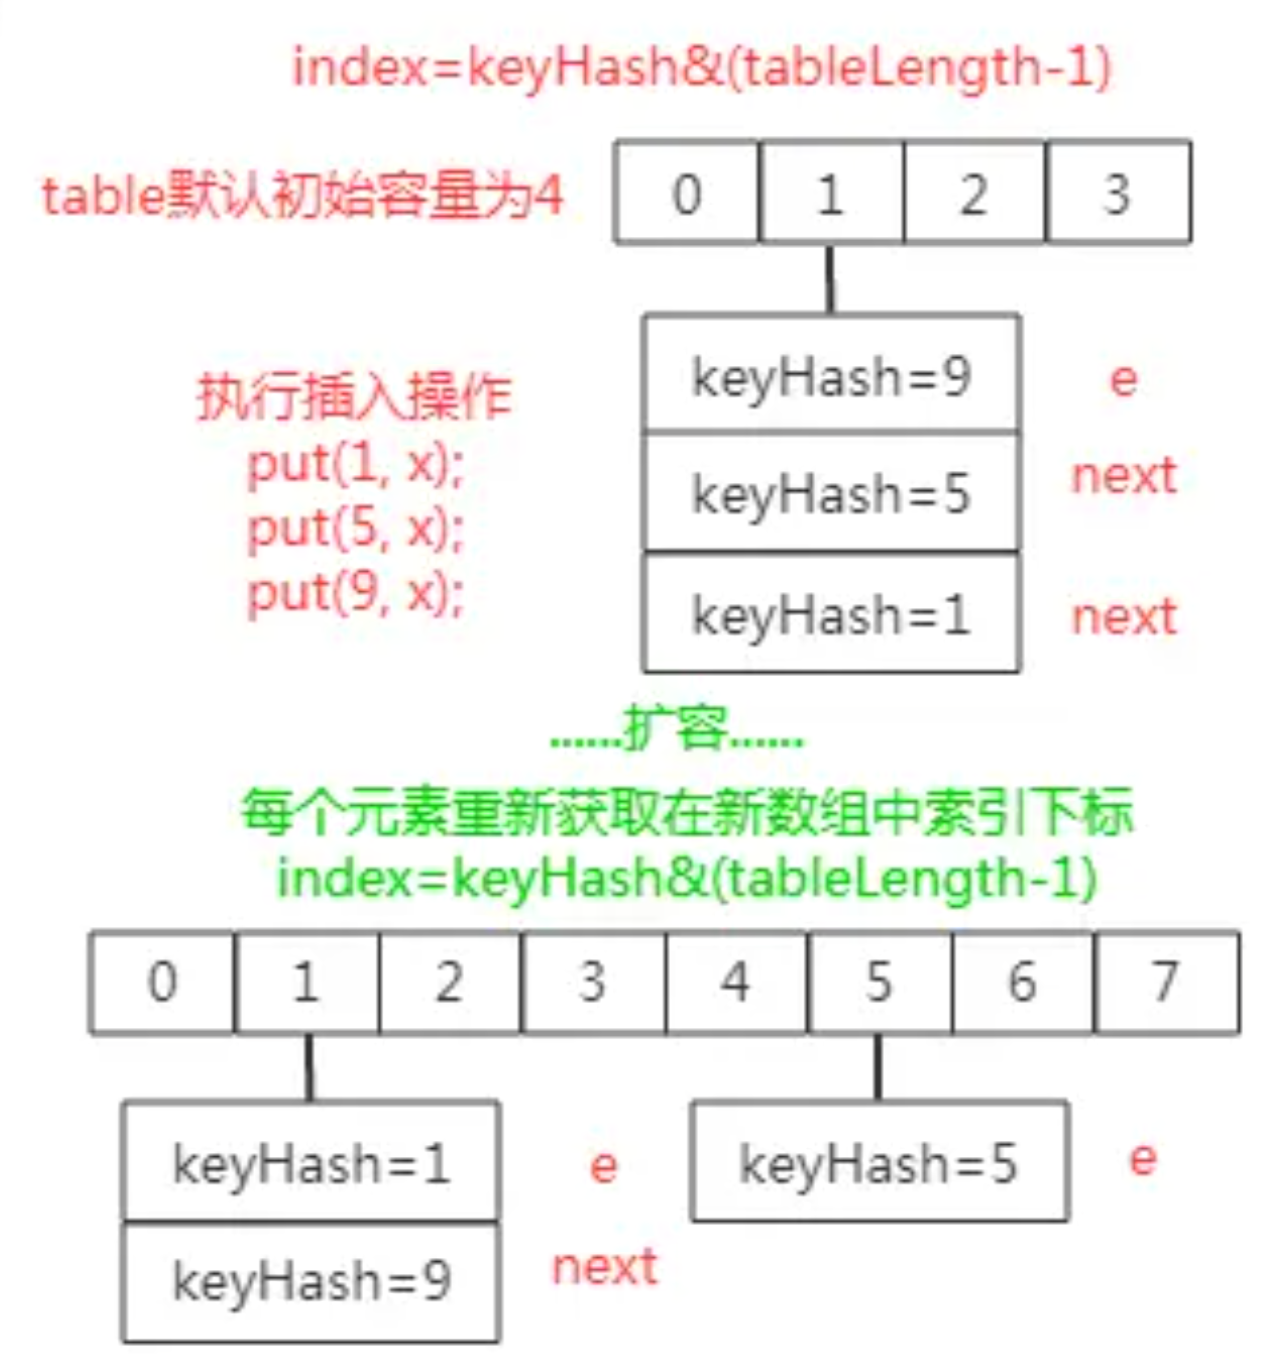 index=keyHash&(tableLength-1)
table默认初始容量为4
0 1 2 3
执行插入操作
put(1, x);
put(5, x);
put(9, x);
keyHash=9 e
keyHash=5 next
keyHash=1 next
......扩容......
每个元素重新获取在新数组中索引下标
index=keyHash&(tableLength-1)
0 1 2 3 4 5 6 7
keyHash=1 e
keyHash=9 next
keyHash=5 e